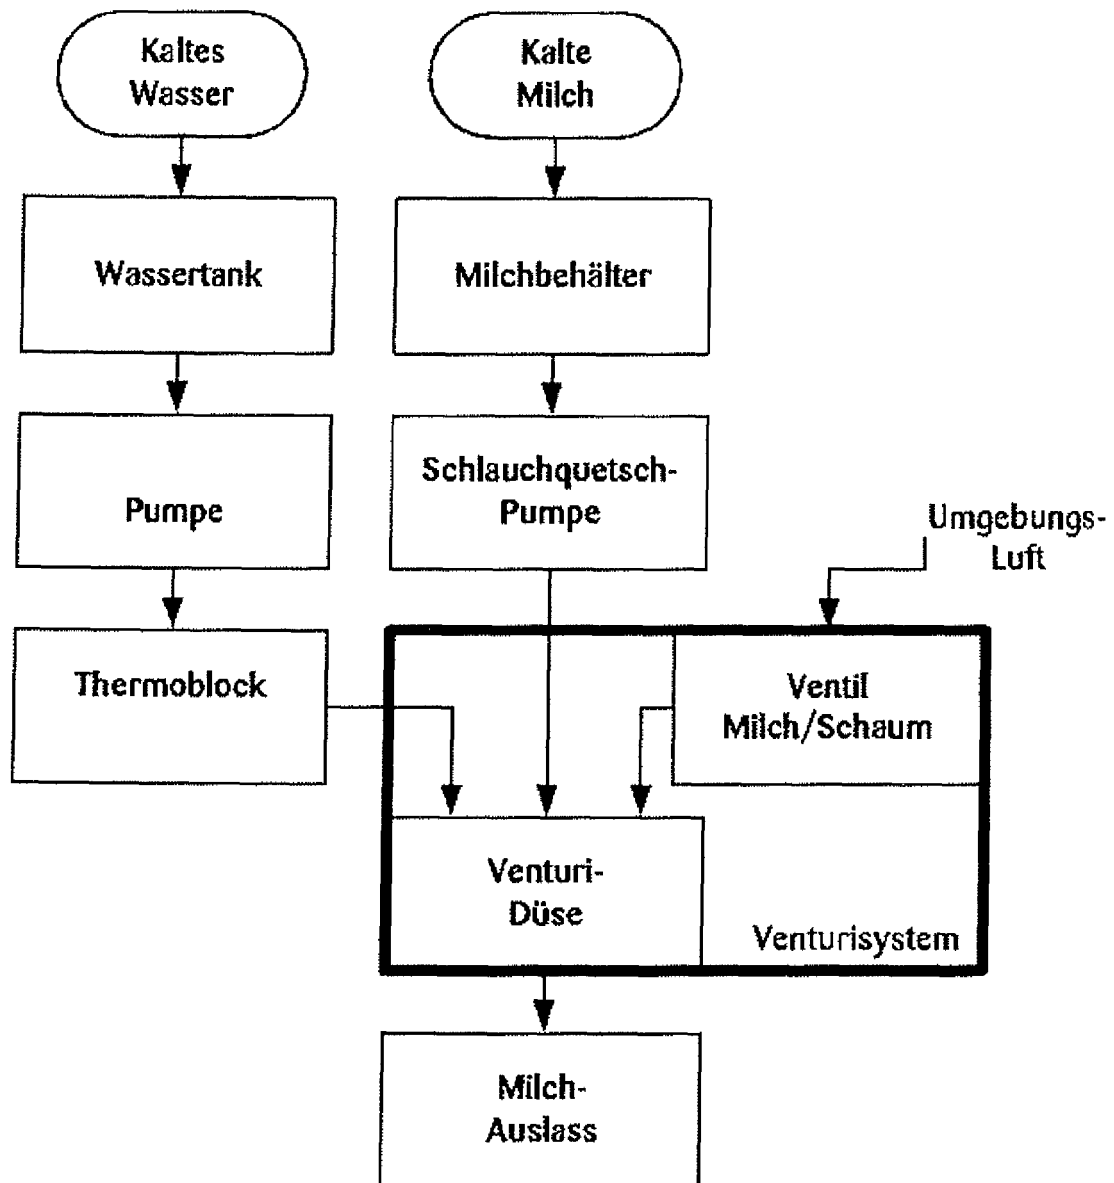 Kaltes
Wasser
Kalte
Milch
Wassertank
Milchbehälter
Pumpe
Schlauchquetsch-
Pumpe
Umgebungs-
Luft
Thermoblock
Ventil
Milch/Schaum
Venturi-
Düse
Venturisystem
Milch-
Auslass